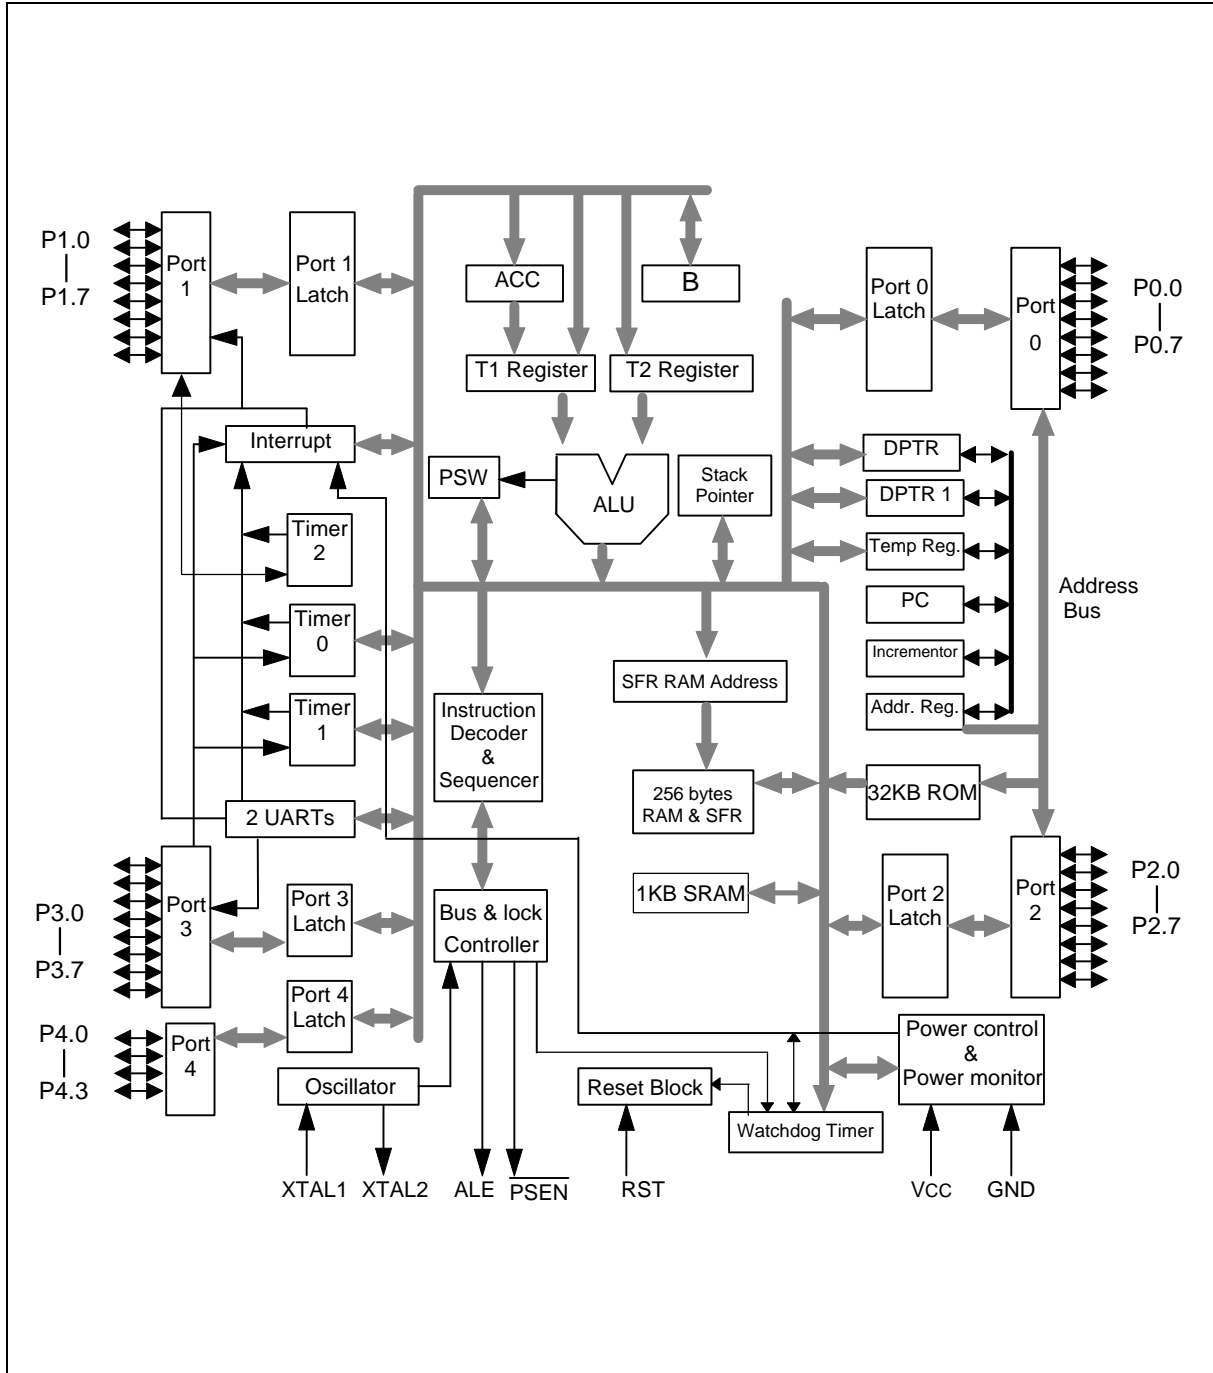 P1.0
P1.7
Port
1
Port 1
Latch
ACC
B
Port 0
Latch
Port
0
P0.0
P0.7
T1 Register
T2 Register
Interrupt
PSW
ALU
Stack
Pointer
DPTR
DPTR 1
Temp Reg.
PC
Incrementor
Addr. Reg.
Address
Bus
Timer
2
Timer
0
Timer
1
SFR RAM Address
Instruction
Decoder
&
Sequencer
256 bytes
RAM & SFR
32KB ROM
2 UARTs
1KB SRAM
Port 2
Latch
Port
2
P2.0
P2.7
P3.0
P3.7
Port
3
Port 3
Latch
Bus & lock
Controller
P4.0
P4.3
Port
4
Port 4
Latch
Oscillator
Reset Block
Watchdog Timer
Power control
&
Power monitor
XTAL1
XTAL2
ALE
PSEN
RST
VCC
GND